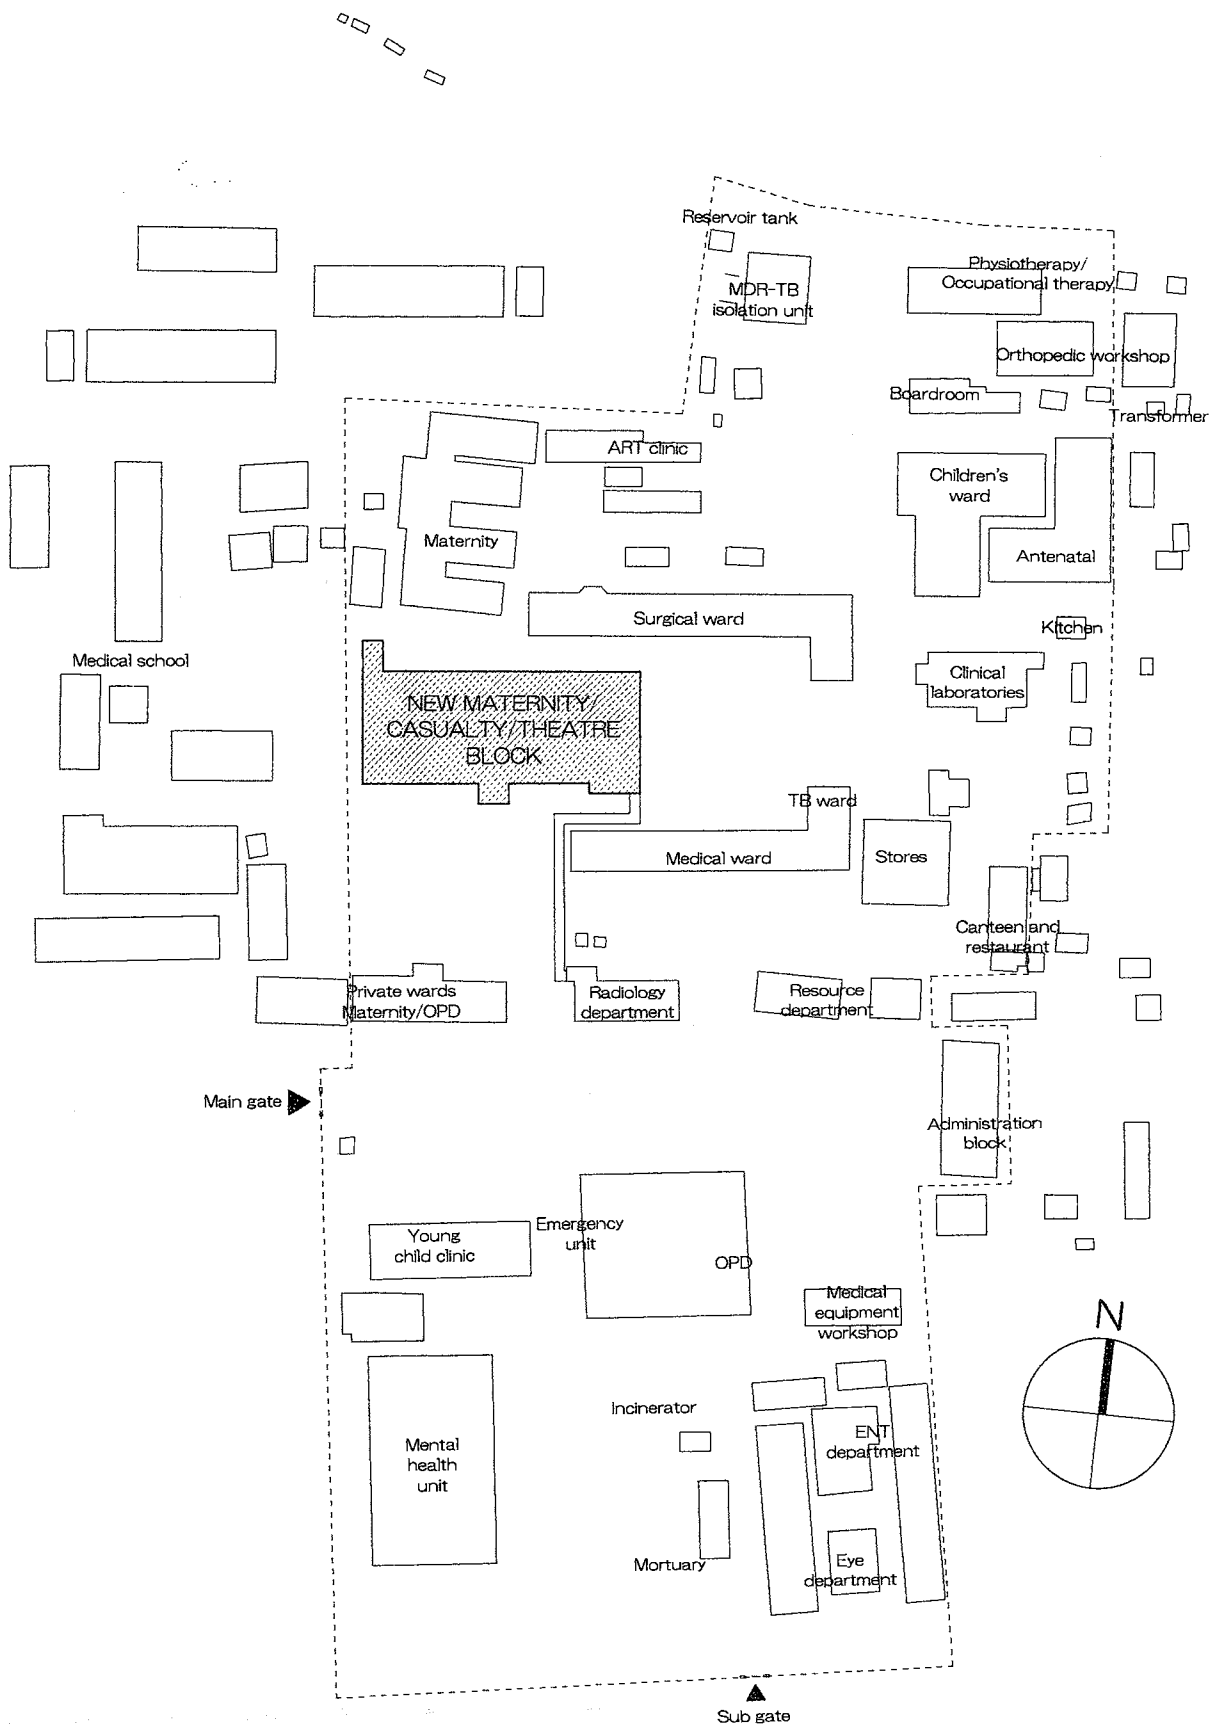 Reservoir tank
MDR-TB
isolation unit
Physiotherapy/
Occupational therapy
Orthopedic workshop
Boardroom
Transformer
ART clinic
Children's
ward
Maternity
Antenatal
Surgical ward
Kitchen
Medical school
Clinical
laboratories
NEW MATERNITY/
CASUALTY/THEATRE
BLOCK
TB ward
Medical ward
Stores
Canteen and
restaurant
Private wards
Maternity/OPD
Radiology
department
Resource
department
Main gate
Administration
block
Young
child clinic
Emergency
unit
OPD
Medical
equipment
workshop
N
Incinerator
ENT
department
Mental
health
unit
Mortuary
Eye
department
Sub gate